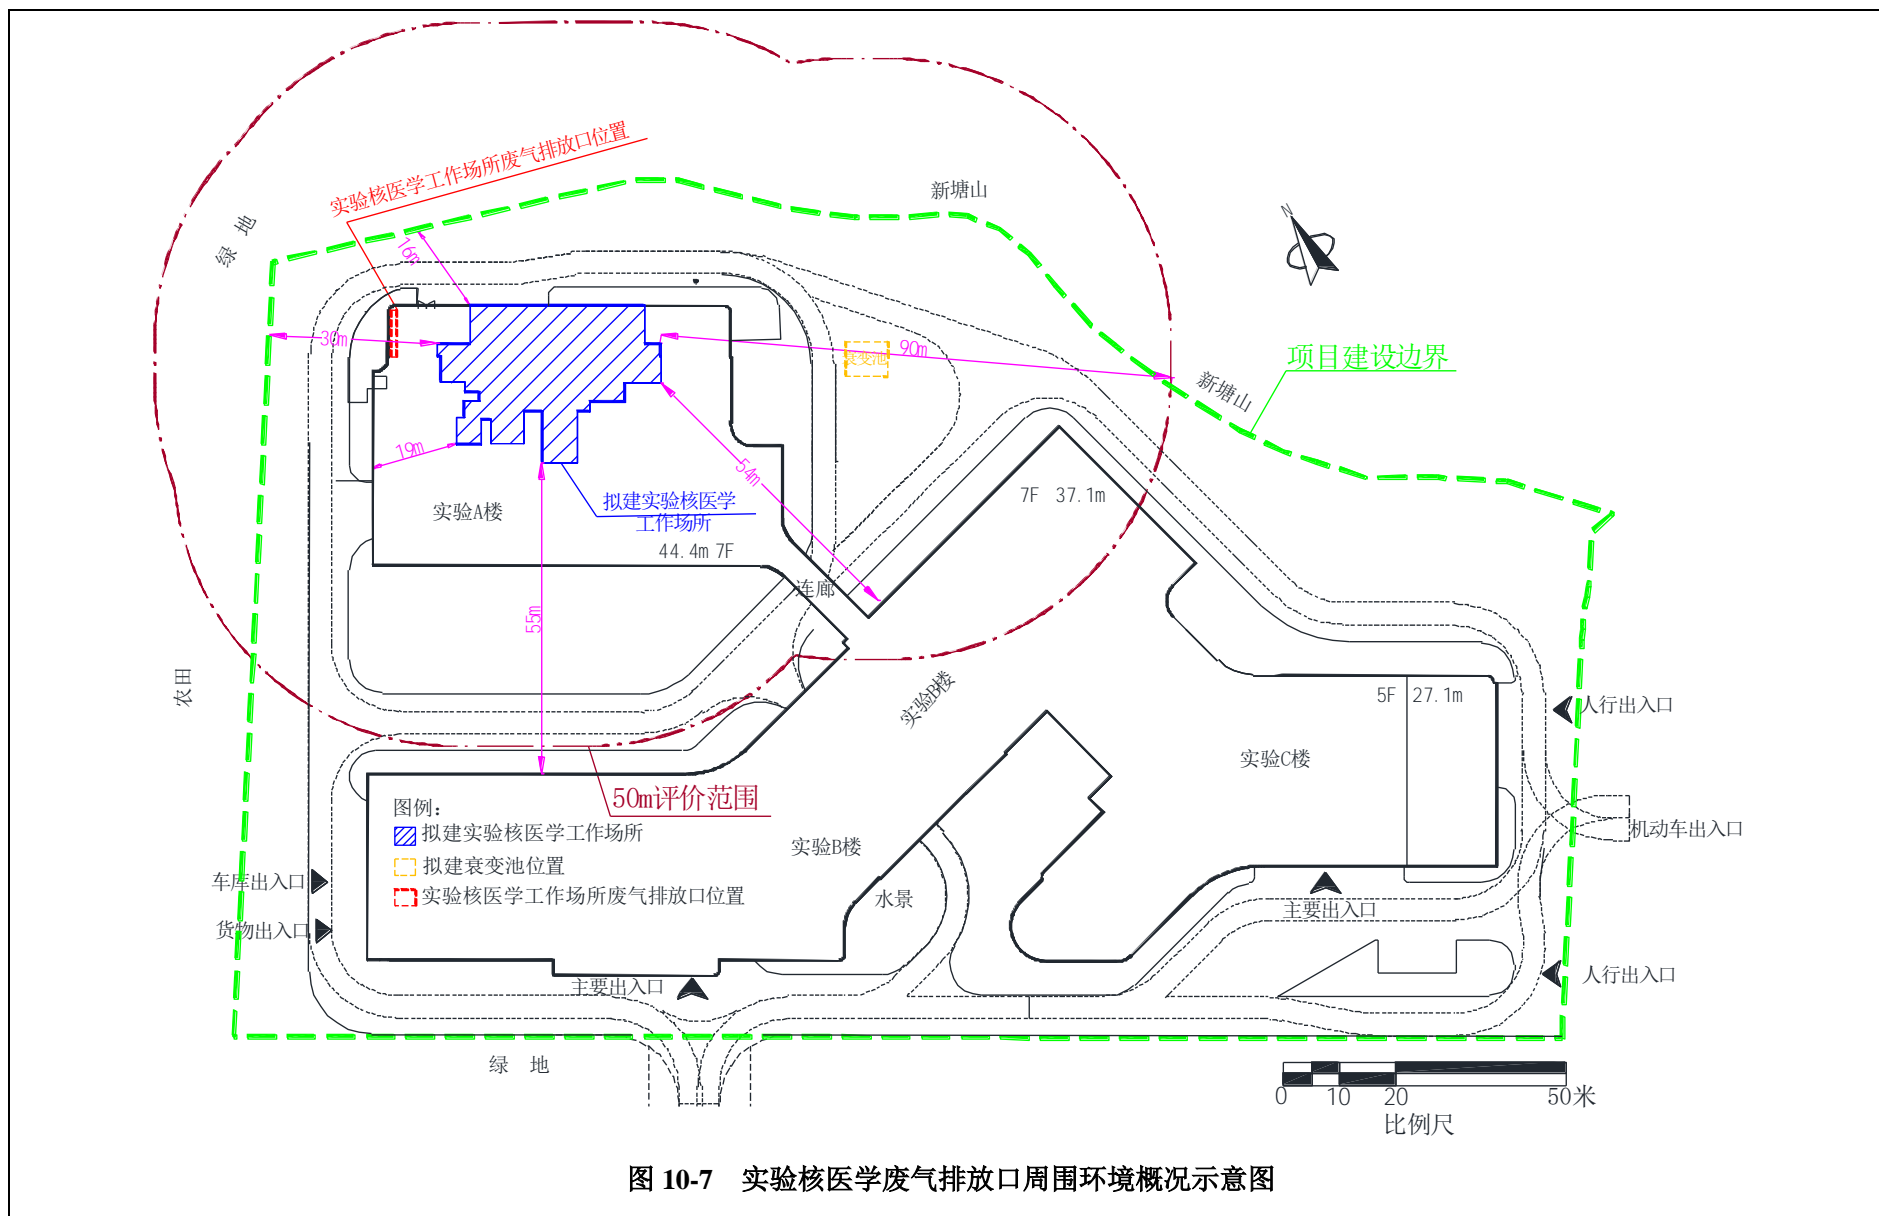 实验核医学工作场所废气排放口位置
新塘山
N
绿 地
16m
30m
90m
衰变池
项目建设边界
新塘山
19m
54m
7F 37.1m
拟建实验核医学
工作场所
实验A楼
44.4m 7F
连廊
55m
农田
实验B楼
5F 27.1m
人行出入口
实验C楼
50m评价范围
图例：
拟建实验核医学工作场所
拟建衰变池位置
实验核医学工作场所废气排放口位置
实验B楼
机动车出入口
车库出入口
货物出入口
水景
主要出入口
主要出入口
人行出入口
绿 地
0 10 20 50米
比例尺
图 10-7 实验核医学废气排放口周围环境概况示意图